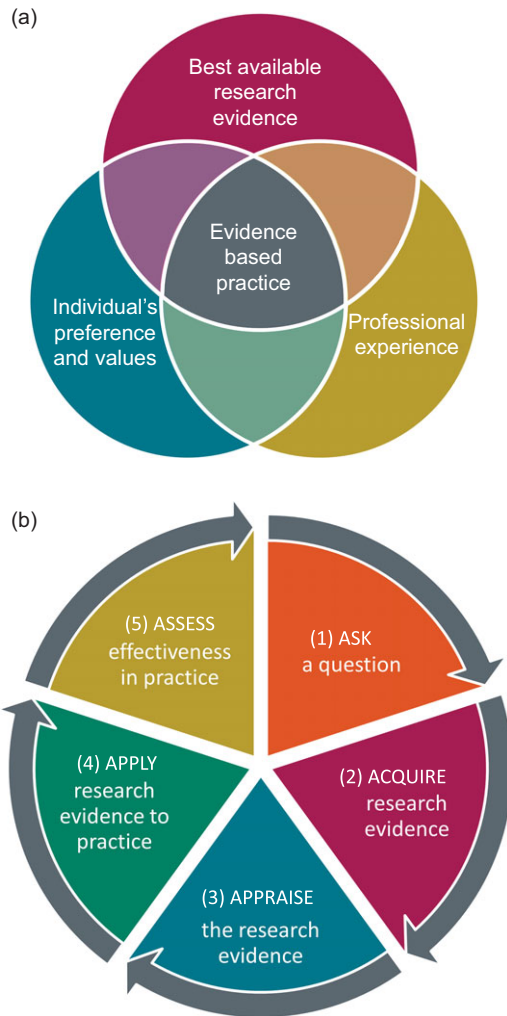 (a)
Best available
research
evidence
Evidence
based
practice
Individual's
preference
and values
Professional
experience
(b)
(5) ASSESS
effectiveness
in practice
(1) ASK
a question
(4) APPLY
research
evidence to
practice
(2) ACQUIRE
research
evidence
(3) APPRAISE
the research
evidence